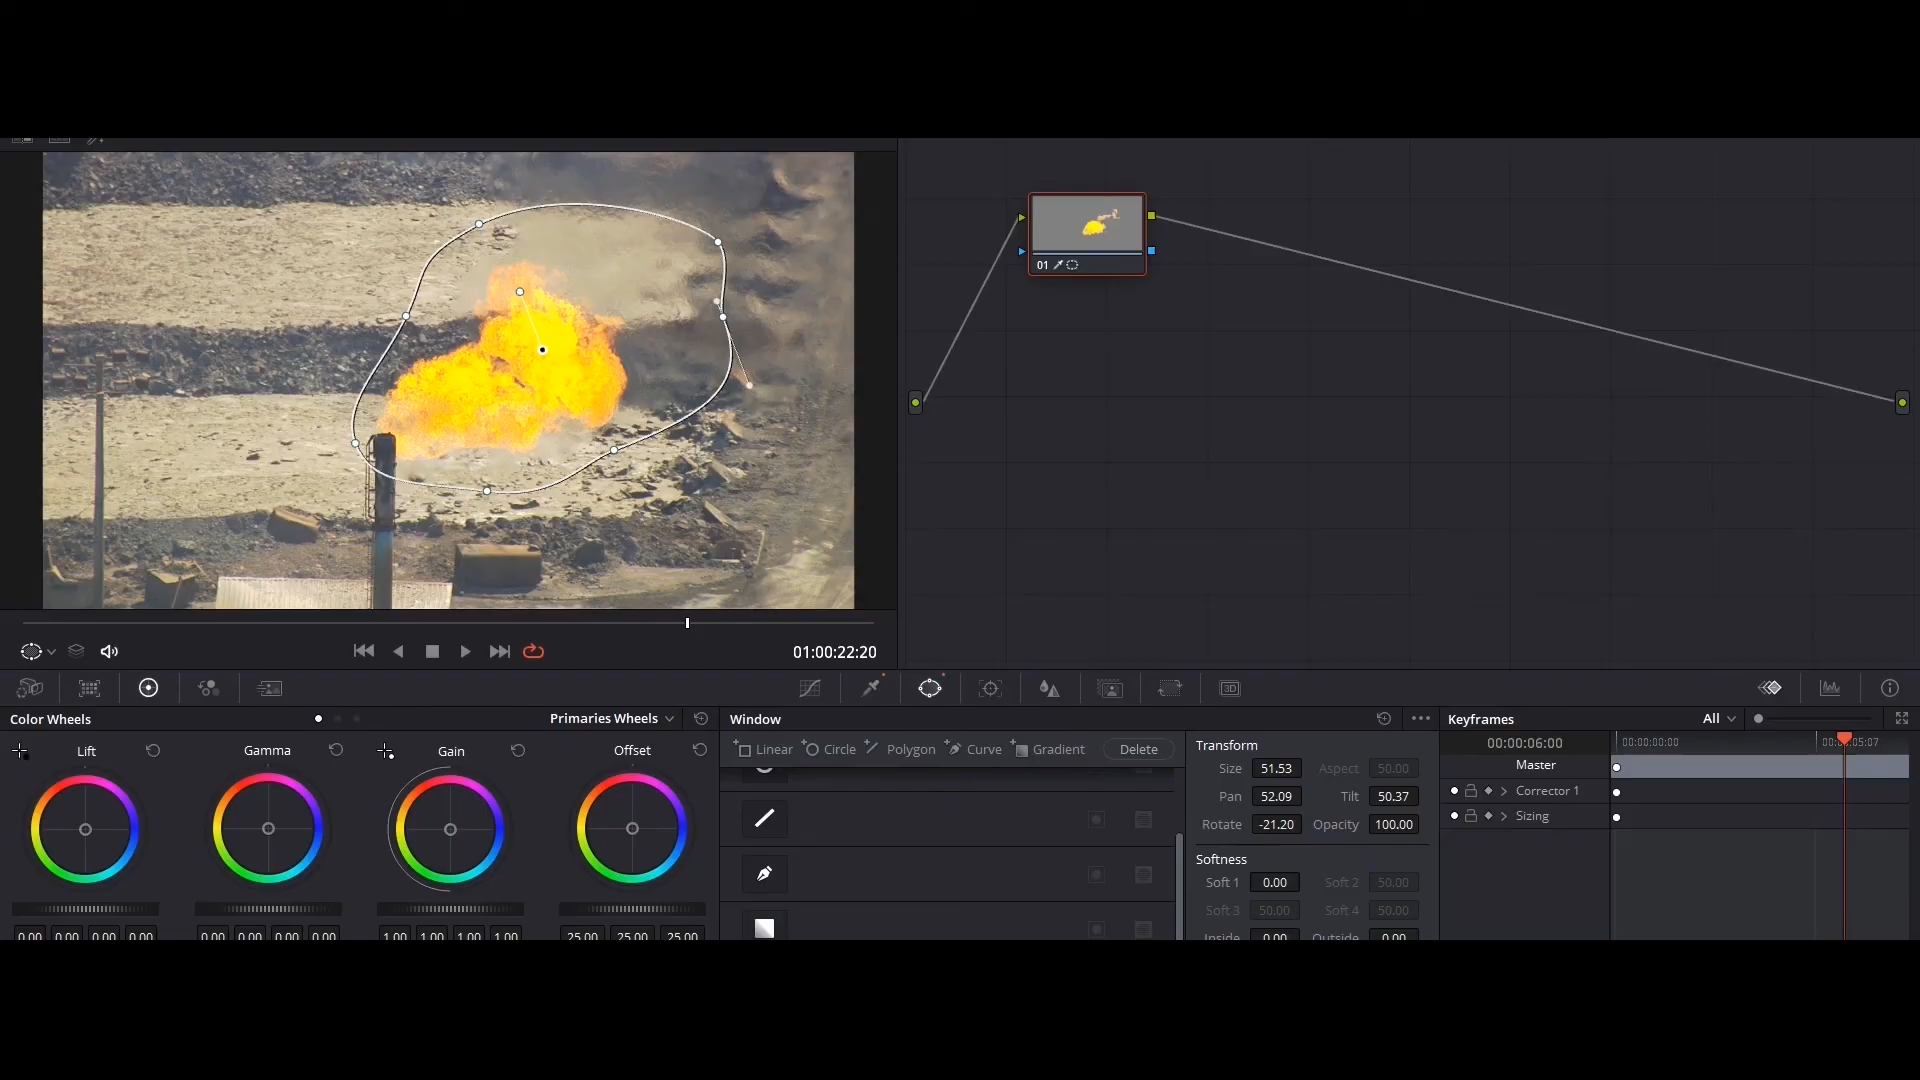 01
01:00:22:20
3D
Color Wheels
Primaries Wheels
Window
Keyframes
All
Lift
Gamma
Gain
Offset
Linear
Circle
Polygon
Curve
Gradient
Delete
Transform
Size 51.53 Aspect 50.00
Pan 52.09 Tilt 50.37
Rotate -21.20 Opacity 100.00
Softness
Soft 1 0.00 Soft 2 50.00
Soft 3 50.00 Soft 4 50.00
Inside 0.00 Outside 0.00
00:00:06:00
00:00:00:00
Master
Corrector 1
Sizing
0.00 0.00 0.00 0.00
0.00 0.00 0.00 0.00
1.00 1.00 1.00 1.00
25.00 25.00 25.00